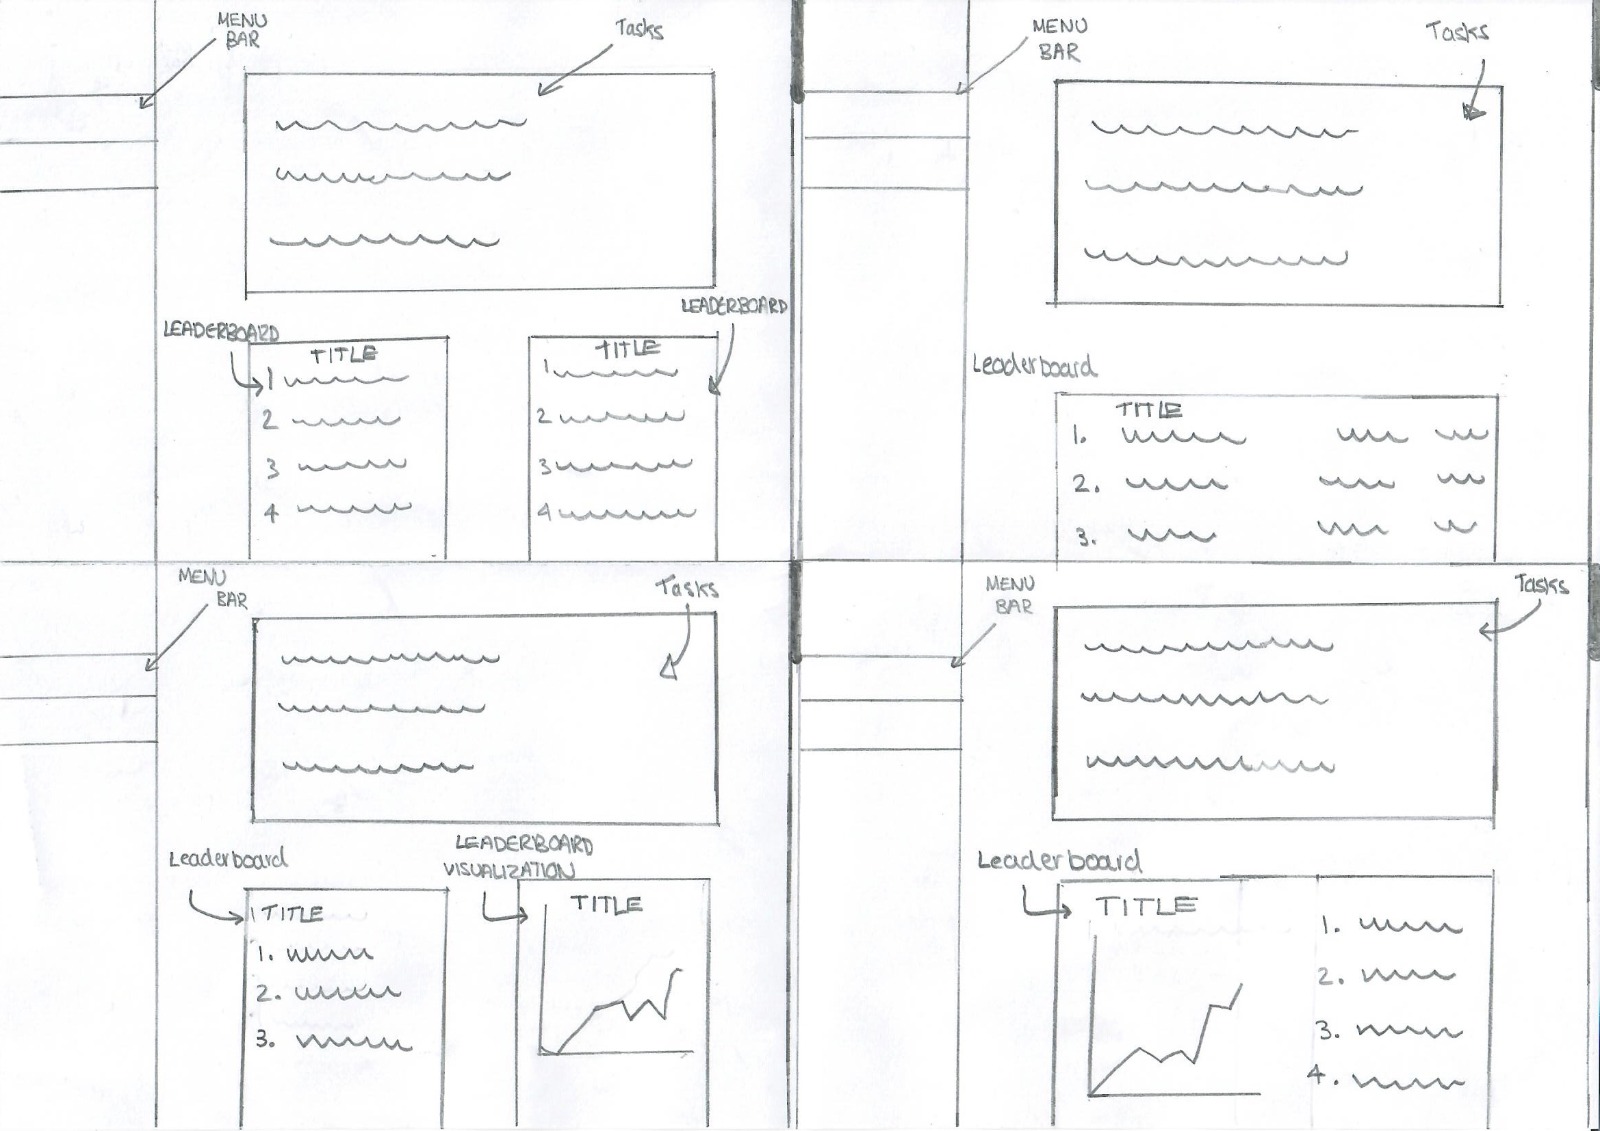 MENU
BAR
Tasks
LEADERBOARD
TITLE
1
2
3
4
LEADERBOARD
TITLE
1
2
3
4
MENU
BAR
Tasks
Leaderboard
TITLE
1.
2.
3.
MENU
BAR
Tasks
Leaderboard
TITLE
1.
2.
3.
LEADERBOARD
VISUALIZATION
TITLE
MENU
BAR
Tasks
Leaderboard
TITLE
1.
2.
3.
4.